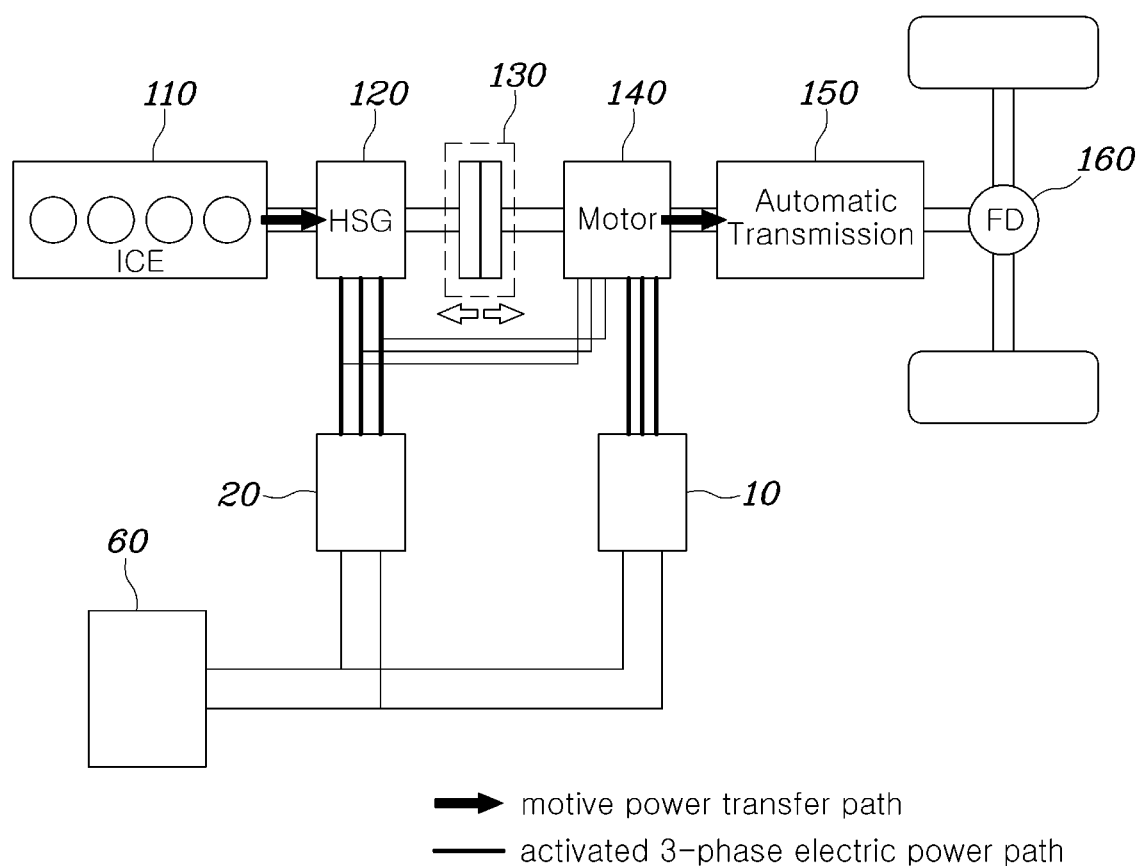 110
120
130
140
150
160
ICE
HSG
Motor
Automatic
Transmission
FD
20
10
60
motive power transfer path
activated 3-phase electric power path